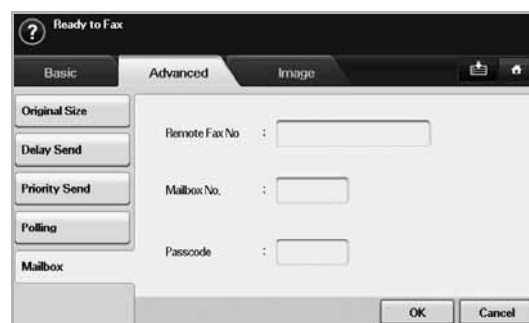 ? Ready to Fax
Basic Advanced Image
Original Size
Delay Send
Priority Send
Polling
Mailbox
Remote Fax No :
Mailbox No. :
Passcode :
OK Cancel